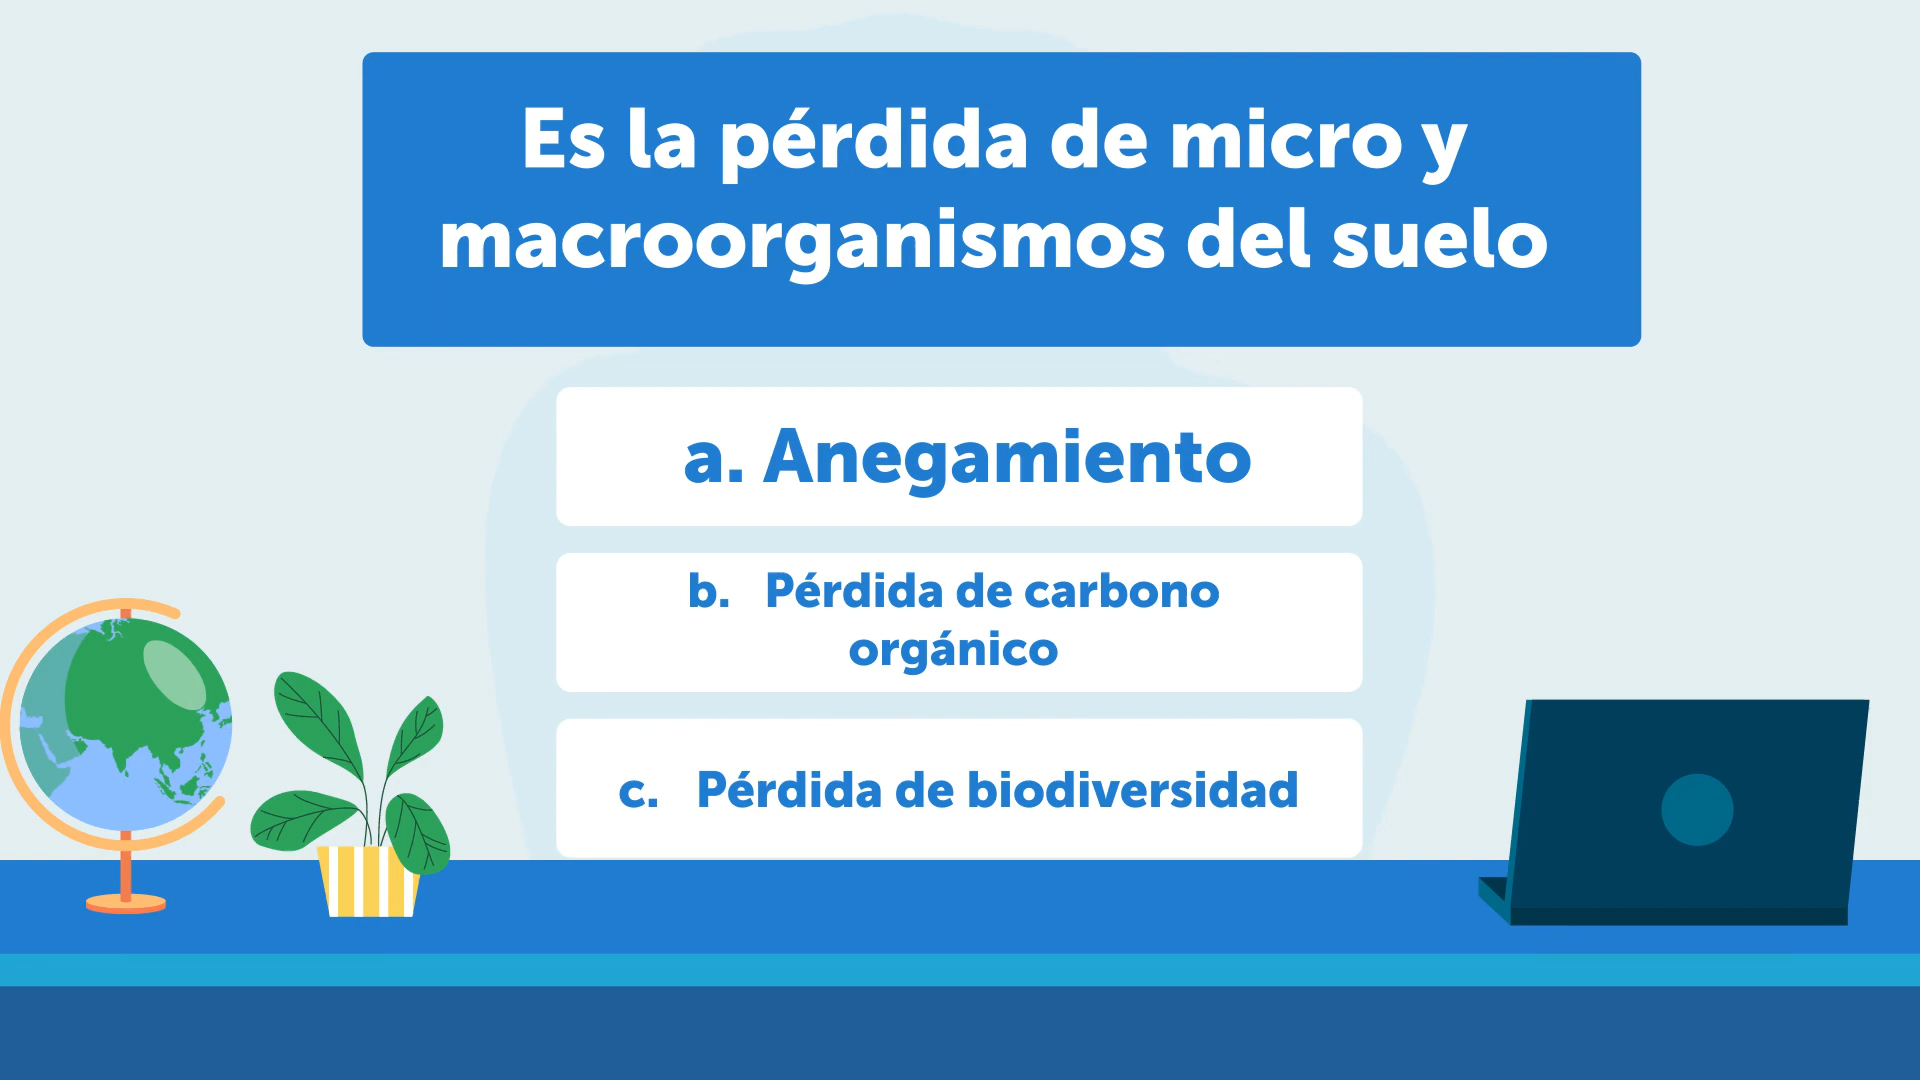 Es la pérdida de micro y
macroorganismos del suelo
a. Anegamiento
b. Pérdida de carbono
orgánico
c. Pérdida de biodiversidad